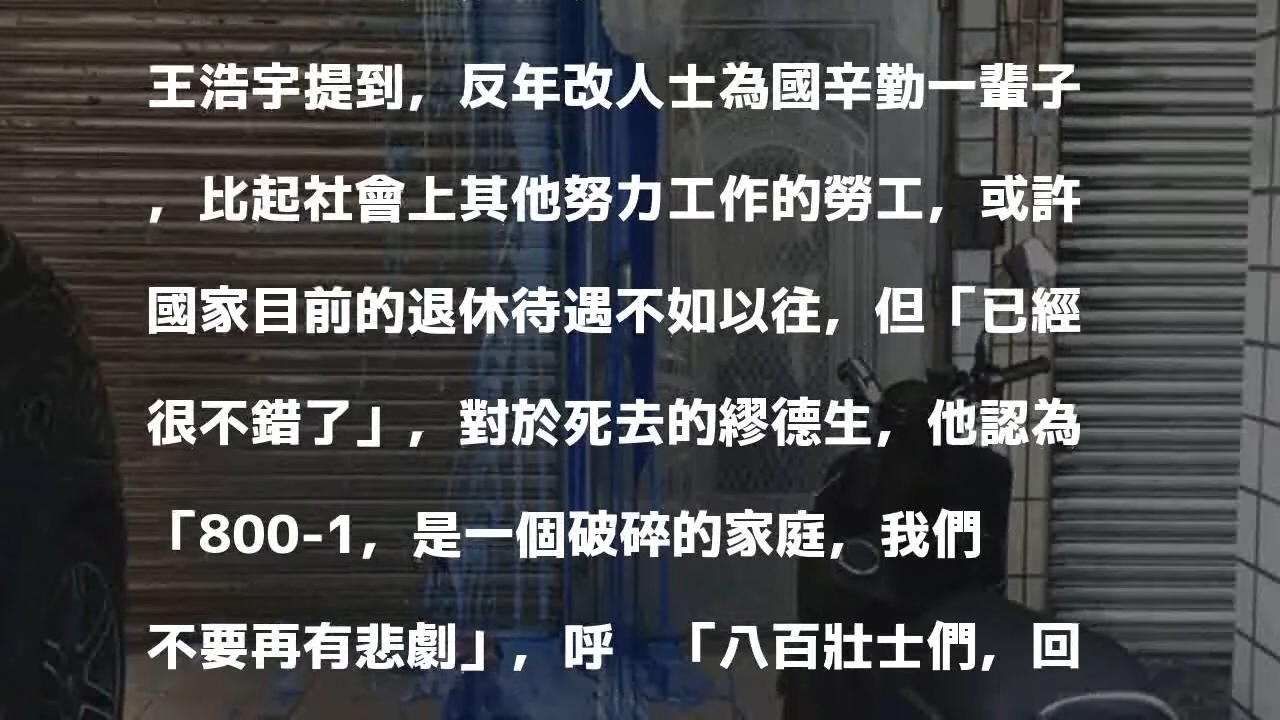 王浩宇提到，反年改人士為國辛勤一輩子
，比起社會上其他努力工作的勞工，或許
國家目前的退休待遇不如以往，但「已經
很不錯了」，對於死去的繆德生，他認為
「800-1，是一個破碎的家庭，我們
不要再有悲劇」，呼　「八百壯士們，回